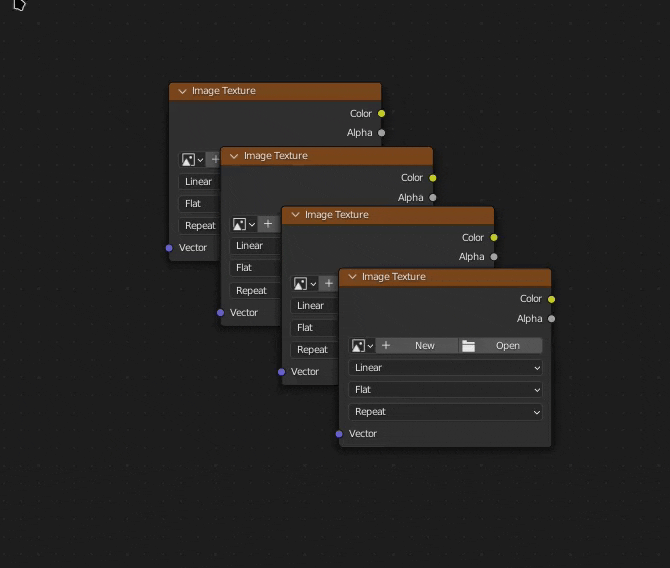 Image Texture
Color
Alpha
Linear
Flat
Repeat
Vector
Image Texture
Color
Alpha
Linear
Flat
Repeat
Vector
Image Texture
Color
Alpha
Linear
Flat
Repeat
Vector
Image Texture
Color
Alpha
New Open
Linear
Flat
Repeat
Vector